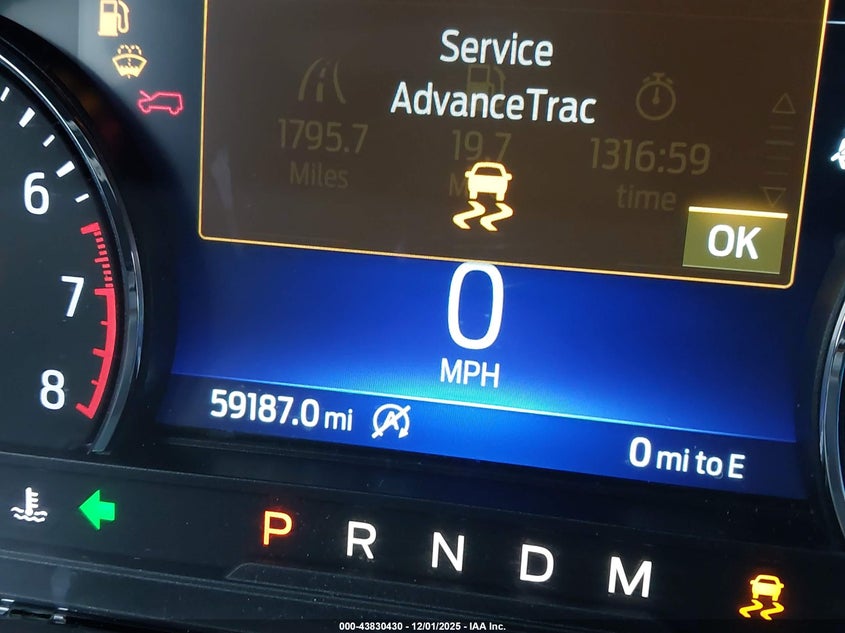 Service
AdvanceTrac
1795.7
Miles
19.7
M
1316:59
time
OK
6
7
8
0
MPH
59187.0 mi
A
0 mi to E
P R N D M
000-43830430 - 12/01/2025 - IAA Inc.